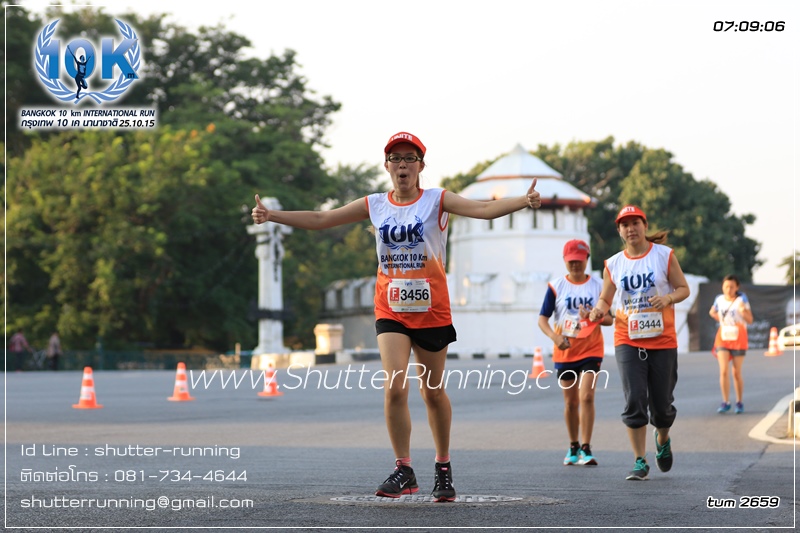 07:09:06
10K m.
BANGKOK 10 km INTERNATIONAL RUN
กรุงเทพ 10 เค นานาชาติ 25.10.15
UNITE
10K
BANGKOK 10 Km
INTERNATIONAL RUN
F 3456
10K
10K
F 3444
www.ShutterRunning.com
Id Line : shutter-running
ติดต่อโทร : 081-734-4644
shutterrunning@gmail.com
tum 2659